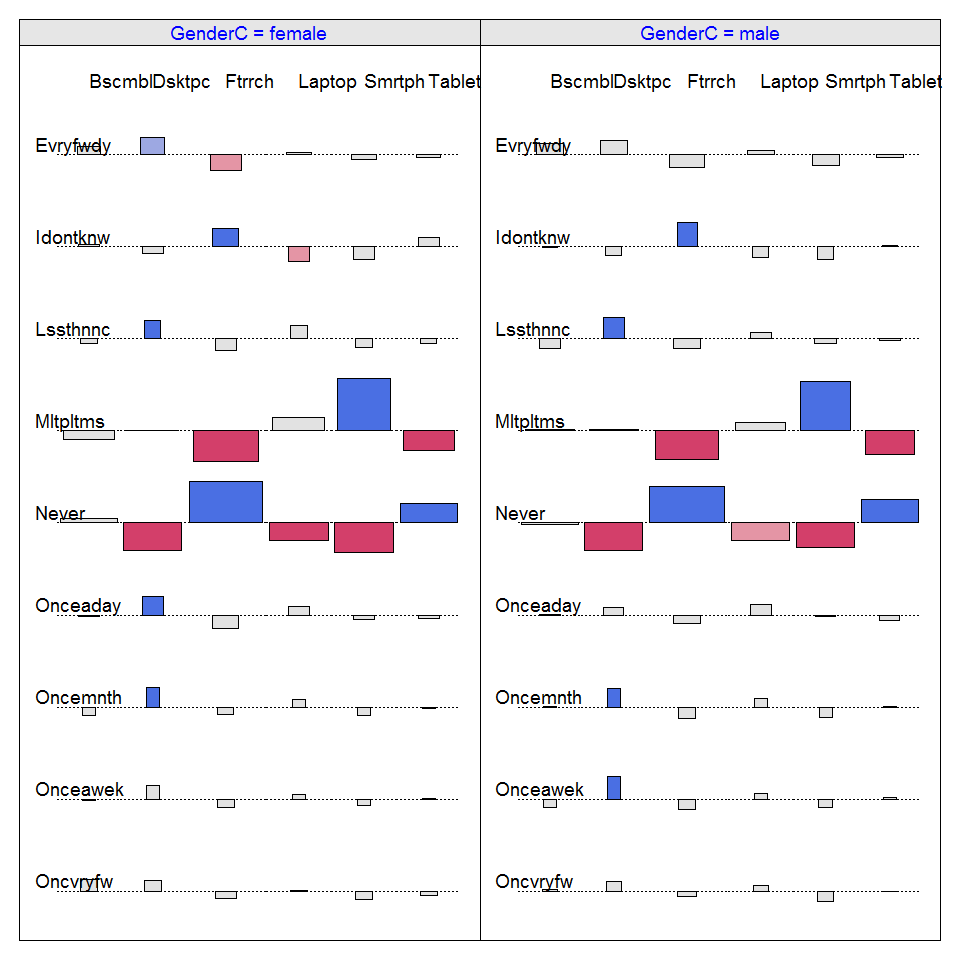 GenderC = female GenderC = male
BscmblDsktpc Ftrrch Laptop Smrtph Tablet BscmblDsktpc Ftrrch Laptop Smrtph Tablet
Evryfwdy Evryfwdy
Idontknw Idontknw
Lssthnnc Lssthnnc
Mltpltms Mltpltms
Never Never
Onceaday Onceaday
Oncemnth Oncemnth
Onceawek Onceawek
Oncvryfw Oncvryfw